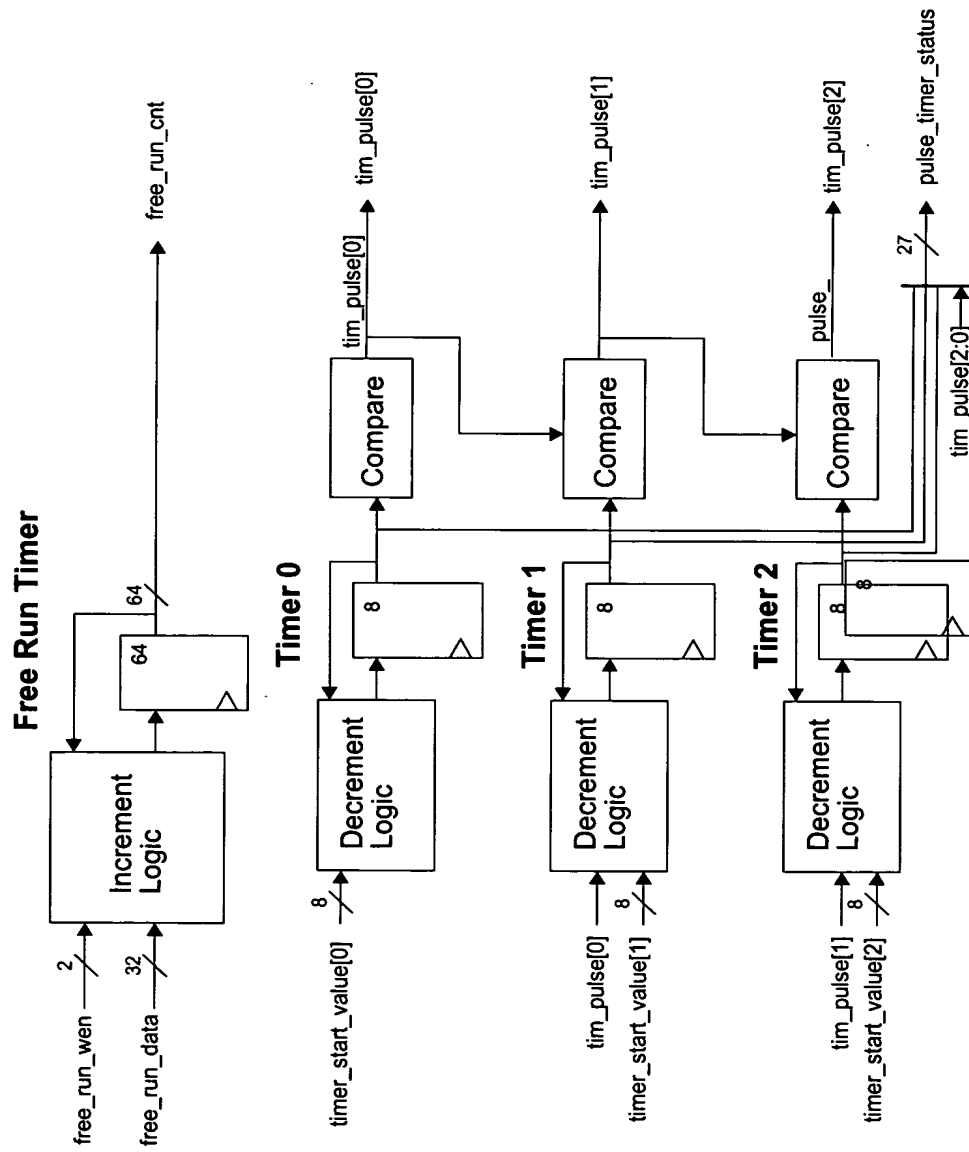 Free Run Timer
free_run_wen
2
free_run_data
32
Increment
Logic
64
64
free_run_cnt
Timer 0
timer_start_value[0]
8
Decrement
Logic
8
Compare
tim_pulse[0]
tim_pulse[0]
Timer 1
tim_pulse[0]
timer_start_value[1]
8
Decrement
Logic
8
Compare
tim_pulse[1]
Timer 2
tim_pulse[1]
timer_start_value[2]
8
Decrement
Logic
8
8
Compare
pulse_
tim_pulse[2]
27
pulse_timer_status
tim_pulse[2:0]